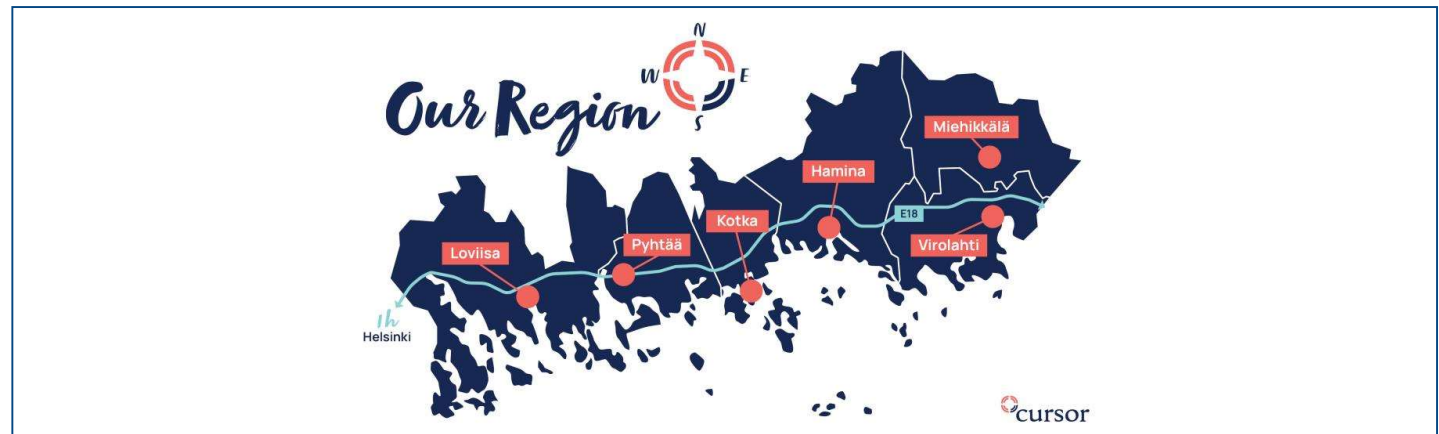 N
W
E
S
Our Region
Miehikkälä
Hamina
E18
Kotka
Virolahti
Pyhtää
Loviisa
1h
Helsinki
cursor